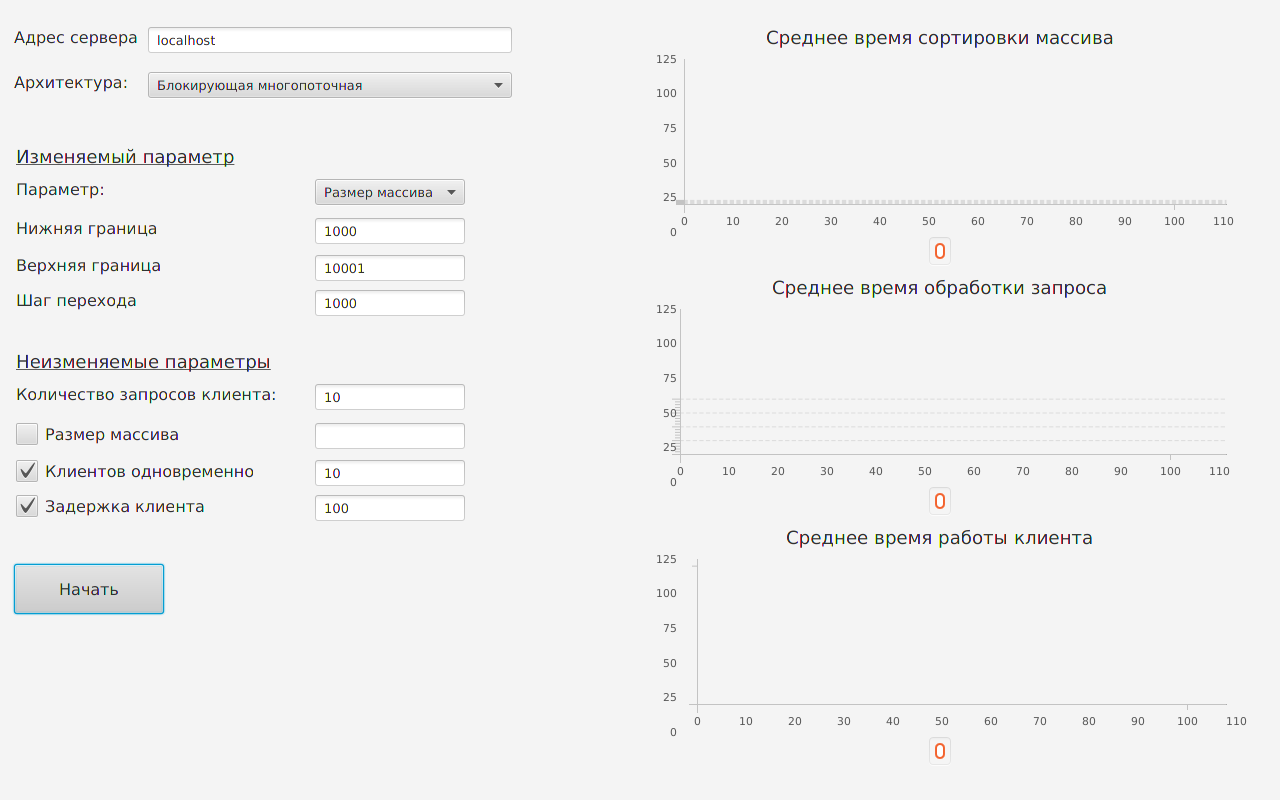 Адрес сервера
localhost
Архитектура:
Блокирующая многопоточная
Изменяемый параметр
Параметр:
Размер массива
Нижняя граница
1000
Верхняя граница
10001
Шаг перехода
1000
Неизменяемые параметры
Количество запросов клиента:
10
Размер массива
Клиентов одновременно
10
Задержка клиента
100
Начать
Среднее время сортировки массива
125
100
75
50
25
0
0 10 20 30 40 50 60 70 80 90 100 110
Среднее время обработки запроса
125
100
75
50
25
0
0 10 20 30 40 50 60 70 80 90 100 110
Среднее время работы клиента
125
100
75
50
25
0
0 10 20 30 40 50 60 70 80 90 100 110